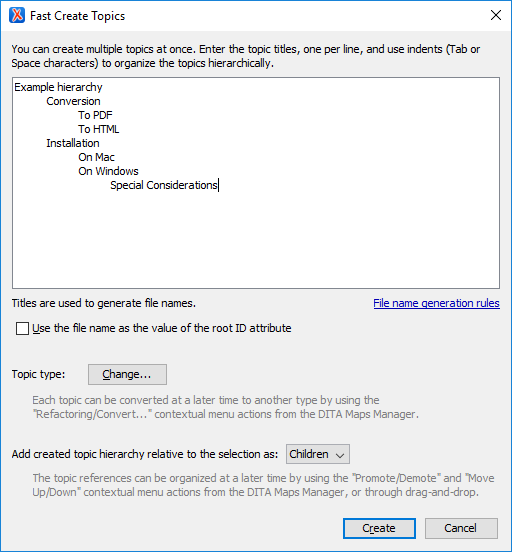 Fast Create Topics
You can create multiple topics at once. Enter the topic titles, one per line, and use indents (Tab or
Space characters) to organize the topics hierarchically.
Example hierarchy
Conversion
To PDF
To HTML
Installation
On Mac
On Windows
Special Considerations
Titles are used to generate file names. File name generation rules
Use the file name as the value of the root ID attribute
Topic type: Change...
Each topic can be converted at a later time to another type by using the
"Refactoring/Convert..." contextual menu actions from the DITA Maps Manager.
Add created topic hierarchy relative to the selection as: Children
The topic references can be organized at a later time by using the "Promote/Demote" and "Move
Up/Down" contextual menu actions from the DITA Maps Manager, or through drag-and-drop.
Create Cancel